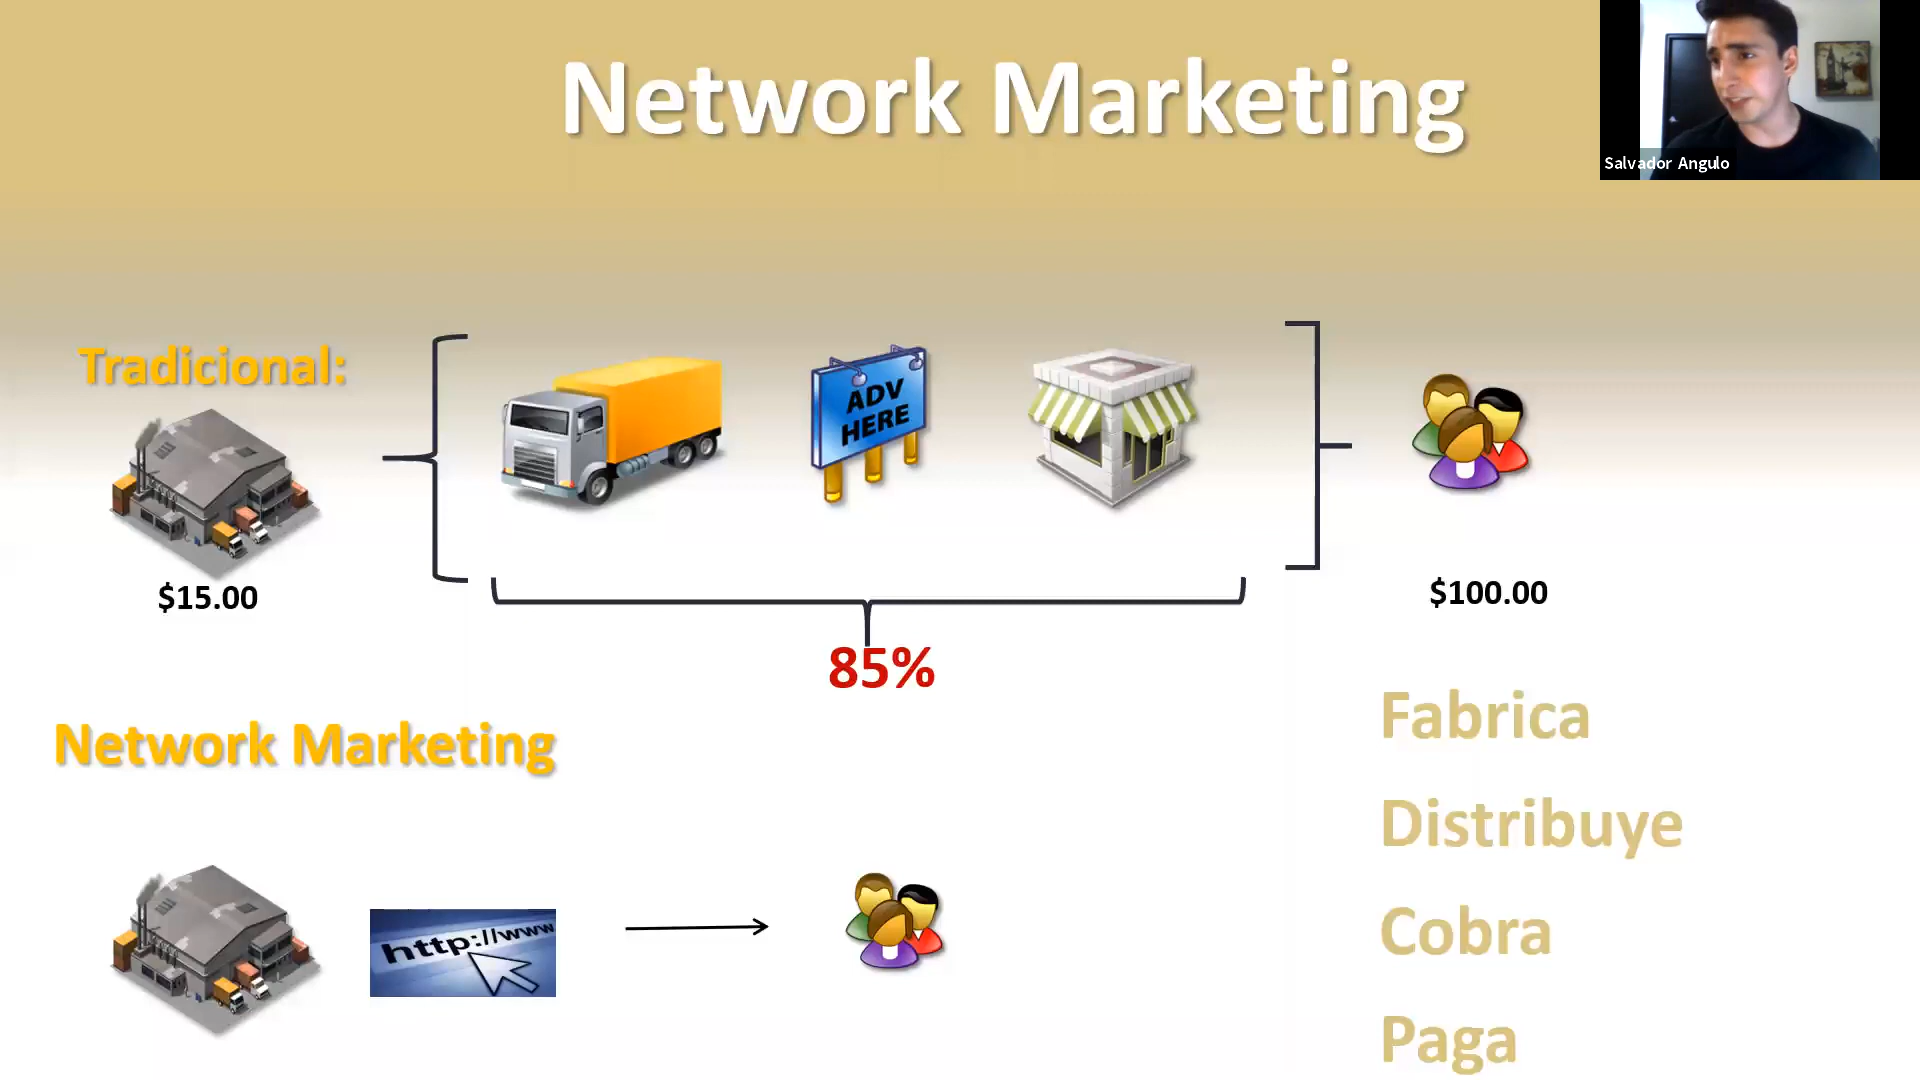 Network Marketing
Salvador Angulo
Tradicional:
ADV
HERE
$15.00
$100.00
85%
Network Marketing
Fabrica
Distribuye
Cobra
Paga
http://www